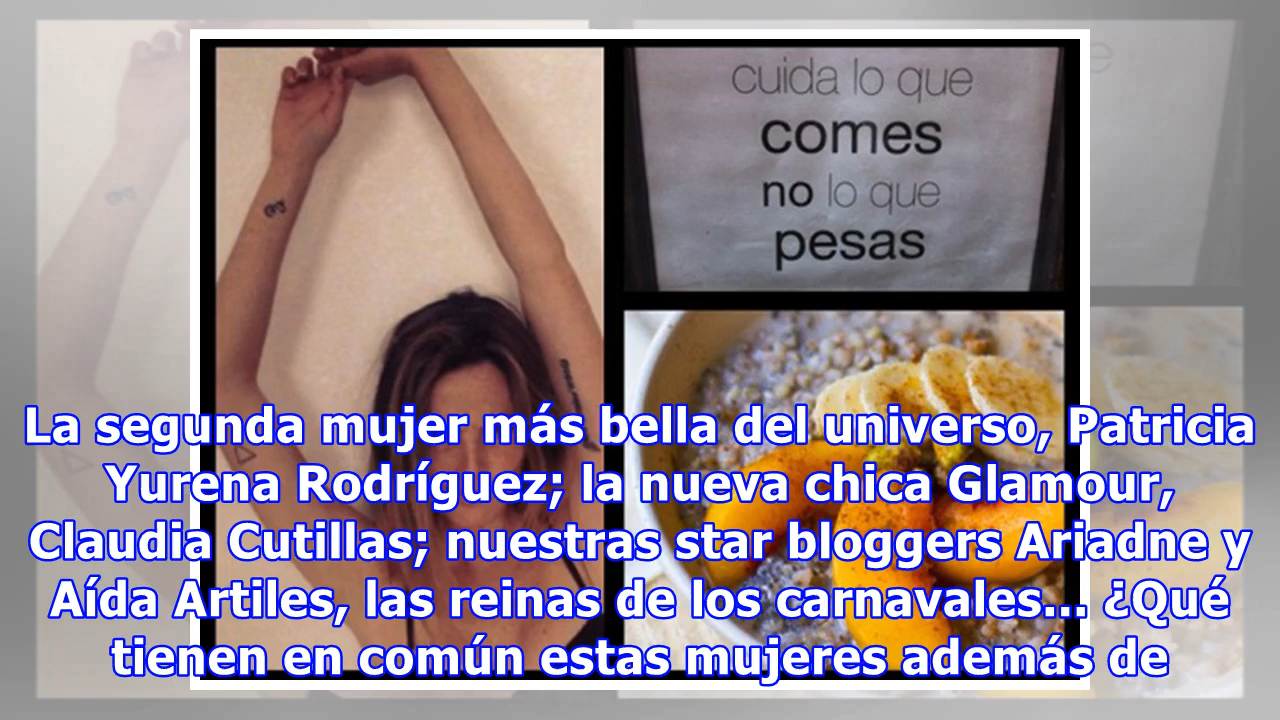 cuida lo que
comes
no lo que
pesas
La segunda mujer más bella del universo, Patricia
Yurena Rodríguez; la nueva chica Glamour,
Claudia Cutillas; nuestras star bloggers Ariadne y
Aída Artiles, las reinas de los carnavales... ¿Qué
tienen en común estas mujeres además de